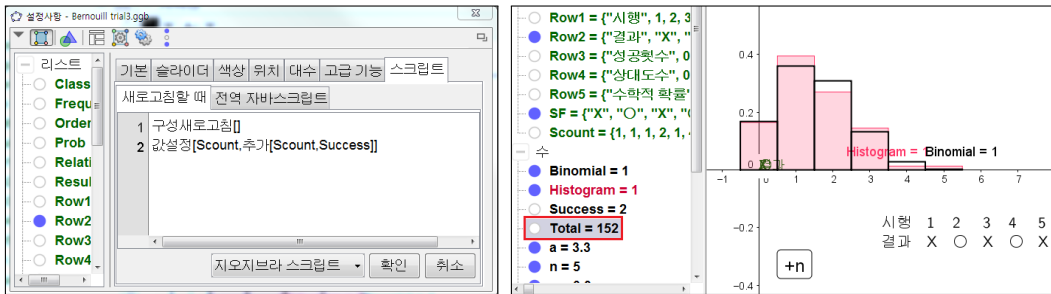 설정사항 - Bernouill trial3.ggb
리스트
Class
Frequ
Order
Prob
Relati
Resul
Row1
Row2
Row3
Row4
기본 슬라이더 색상 위치 대수 고급 기능 스크립트
새로고침할 때 전역 자바스크립트
1 구성새로고침[]
2 값설정[Scount,추가[Scount,Success]]
지오지브라 스크립트 확인 취소
Row1 = {"시행", 1, 2, 3
Row2 = {"결과", "X", "
Row3 = {"성공횟수", 0
Row4 = {"상대도수", 0
Row5 = {"수학적 확률"
SF = {"X", "○", "X", "
Scount = {1, 1, 1, 2, 1,
수
Binomial = 1
Histogram = 1
Success = 2
Total = 152
a = 3.3
n = 5
0.4
0.2
0
-0.2
-0.4
-1 0 1 2 3 4 5 6 7
Histogram = 1 Binomial = 1
시행 1 2 3 4 5
결과 X ○ X ○ X
+n